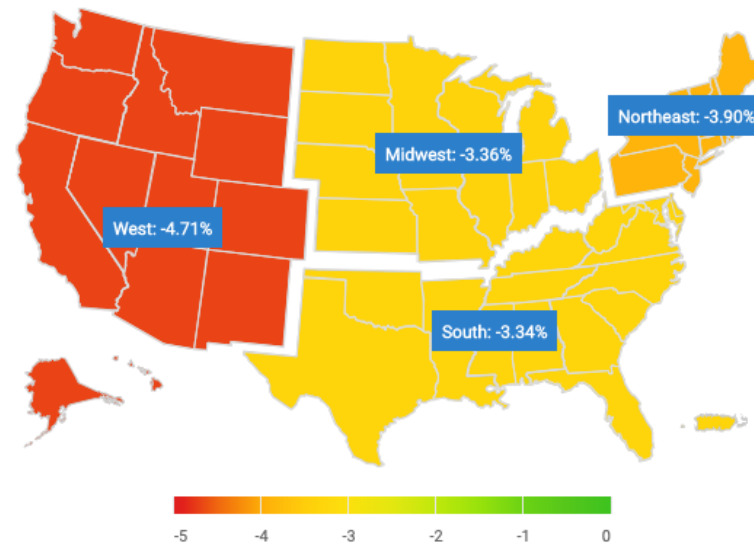 Northeast: -3.90%
Midwest: -3.36%
West: -4.71%
South: -3.34%
-5 -4 -3 -2 -1 0